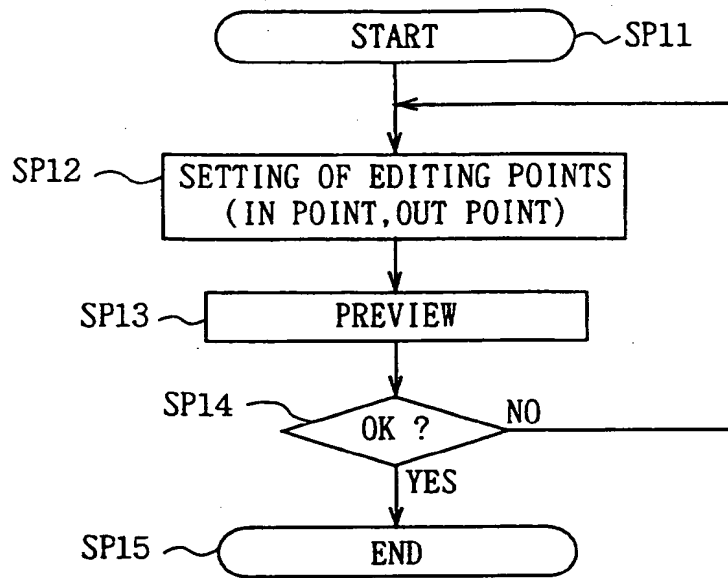 START
SP11
SP12
SETTING OF EDITING POINTS
(IN POINT,OUT POINT)
SP13
PREVIEW
SP14
OK ?
NO
YES
SP15
END